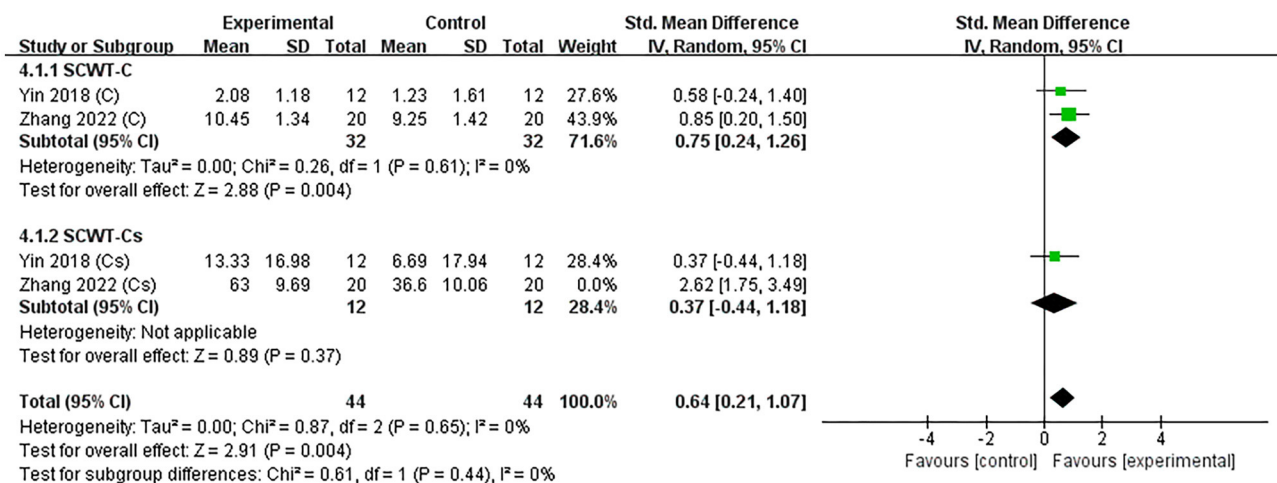 Experimental Control Std. Mean Difference Std. Mean Difference
Study or Subgroup Mean SD Total Mean SD Total Weight IV, Random, 95% CI IV, Random, 95% CI
4.1.1 SCWT-C
Yin 2018 (C) 2.08 1.18 12 1.23 1.61 12 27.6% 0.58 [-0.24, 1.40]
Zhang 2022 (C) 10.45 1.34 20 9.25 1.42 20 43.9% 0.85 [0.20, 1.50]
Subtotal (95% CI) 32 32 71.6% 0.75 [0.24, 1.26]
Heterogeneity: Tau² = 0.00; Chi² = 0.26, df = 1 (P = 0.61); I² = 0%
Test for overall effect: Z = 2.88 (P = 0.004)
4.1.2 SCWT-Cs
Yin 2018 (Cs) 13.33 16.98 12 6.69 17.94 12 28.4% 0.37 [-0.44, 1.18]
Zhang 2022 (Cs) 63 9.69 20 36.6 10.06 20 0.0% 2.62 [1.75, 3.49]
Subtotal (95% CI) 12 12 28.4% 0.37 [-0.44, 1.18]
Heterogeneity: Not applicable
Test for overall effect: Z = 0.89 (P = 0.37)
Total (95% CI) 44 44 100.0% 0.64 [0.21, 1.07]
Heterogeneity: Tau² = 0.00; Chi² = 0.87, df = 2 (P = 0.65); I² = 0%
Test for overall effect: Z = 2.91 (P = 0.004)
Test for subgroup differences: Chi² = 0.61, df = 1 (P = 0.44), I² = 0%
-4 -2 0 2 4
Favours [control] Favours [experimental]